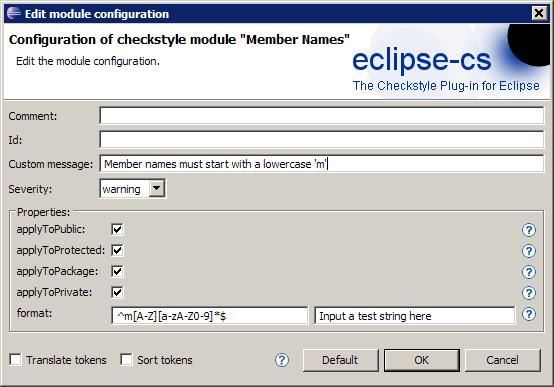 Edit module configuration
Configuration of checkstyle module "Member Names"
Edit the module configuration.
eclipse-cs
The Checkstyle Plug-in for Eclipse
Comment:
Id:
Custom message: Member names must start with a lowercase 'm'
Severity: warning
Properties:
applyToPublic: ?
applyToProtected: ?
applyToPackage: ?
applyToPrivate: ?
format: ^m[A-Z][a-zA-Z0-9]*$ Input a test string here ?
Translate tokens Sort tokens ? Default OK Cancel